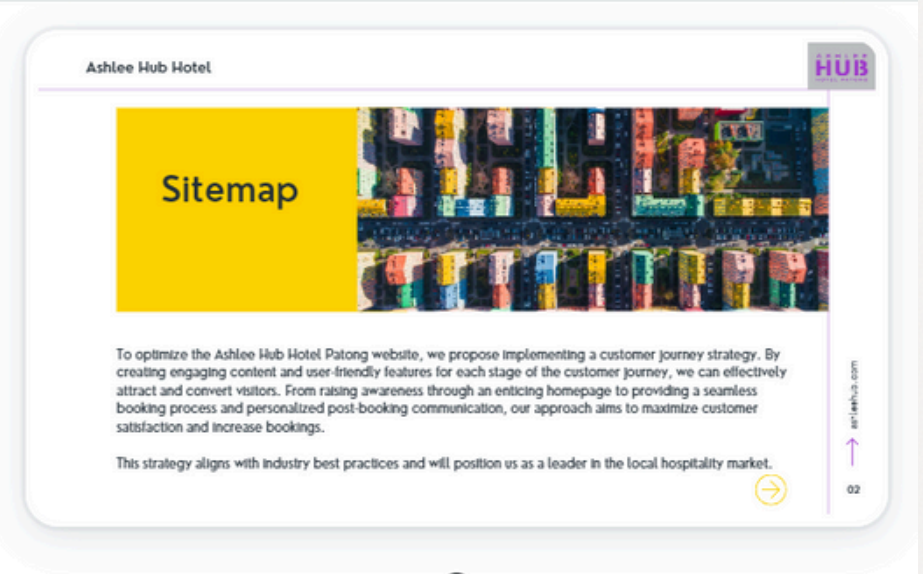 Ashlee Hub Hotel
HUB
Sitemap
To optimize the Ashlee Hub Hotel Patong website, we propose implementing a customer journey strategy. By
creating engaging content and user-friendly features for each stage of the customer journey, we can effectively
attract and convert visitors. From raising awareness through an enticing homepage to providing a seamless
booking process and personalized post-booking communication, our approach aims to maximize customer
satisfaction and increase bookings.
This strategy aligns with industry best practices and will position us as a leader in the local hospitality market.
ashleehub.com
02